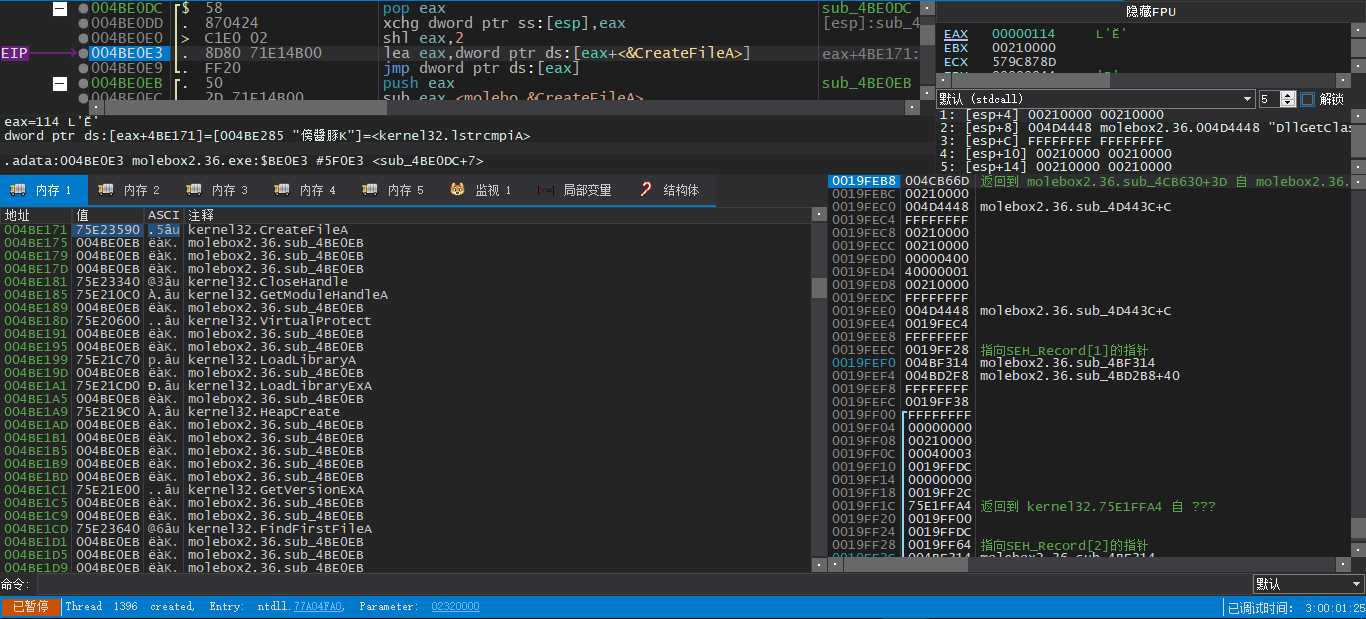 004BE0DC $ 58 pop eax sub_4BE0DC
004BE0DD . 870424 xchg dword ptr ss:[esp],eax [esp]:sub_4
004BE0E0 > C1E0 02 shl eax,2
EIP 004BE0E3 . 8D80 71E14B00 lea eax,dword ptr ds:[eax+<&CreateFileA>] eax+4BE171:
004BE0E9 . FF20 jmp dword ptr ds:[eax]
004BE0EB $ 50 push eax sub_4BE0EB
004BE0EC . 2D 71E14B00 sub eax,<molebo.&CreateFileA>
隐藏FPU
EAX 00000114 L'Ĕ'
EBX 00210000
ECX 579C878D
默认 (stdcall) 5 解锁
1: [esp+4] 00210000 00210000
2: [esp+8] 004D4448 molebox2.36.004D4448 "DllGetClas
3: [esp+C] FFFFFFFF FFFFFFFF
4: [esp+10] 00210000 00210000
5: [esp+14] 00210000 00210000
eax=114 L'Ĕ'
dword ptr ds:[eax+4BE171]=[004BE285 "傍醬豚K"]=<kernel32.lstrcmpiA>
.adata:004BE0E3 molebox2.36.exe:$BE0E3 #5F0E3 <sub_4BE0DC+7>
内存 1 内存 2 内存 3 内存 4 内存 5 监视 1 局部变量 结构体
地址 值 ASCI 注释
004BE171 75E23590 .5âu kernel32.CreateFileA
004BE175 004BE0EB ëàK. molebox2.36.sub_4BE0EB
004BE179 004BE0EB ëàK. molebox2.36.sub_4BE0EB
004BE17D 004BE0EB ëàK. molebox2.36.sub_4BE0EB
004BE181 75E23340 @3âu kernel32.CloseHandle
004BE185 75E210C0 À.âu kernel32.GetModuleHandleA
004BE189 004BE0EB ëàK. molebox2.36.sub_4BE0EB
004BE18D 75E20600 ..âu kernel32.VirtualProtect
004BE191 004BE0EB ëàK. molebox2.36.sub_4BE0EB
004BE195 004BE0EB ëàK. molebox2.36.sub_4BE0EB
004BE199 75E21C70 p.âu kernel32.LoadLibraryA
004BE19D 004BE0EB ëàK. molebox2.36.sub_4BE0EB
004BE1A1 75E21CD0 Ð.âu kernel32.LoadLibraryExA
004BE1A5 004BE0EB ëàK. molebox2.36.sub_4BE0EB
004BE1A9 75E219C0 À.âu kernel32.HeapCreate
004BE1AD 004BE0EB ëàK. molebox2.36.sub_4BE0EB
004BE1B1 004BE0EB ëàK. molebox2.36.sub_4BE0EB
004BE1B5 004BE0EB ëàK. molebox2.36.sub_4BE0EB
004BE1B9 004BE0EB ëàK. molebox2.36.sub_4BE0EB
004BE1BD 004BE0EB ëàK. molebox2.36.sub_4BE0EB
004BE1C1 75E21E00 ..âu kernel32.GetVersionExA
004BE1C5 004BE0EB ëàK. molebox2.36.sub_4BE0EB
004BE1C9 004BE0EB ëàK. molebox2.36.sub_4BE0EB
004BE1CD 75E23640 @6âu kernel32.FindFirstFileA
004BE1D1 004BE0EB ëàK. molebox2.36.sub_4BE0EB
004BE1D5 004BE0EB ëàK. molebox2.36.sub_4BE0EB
004BE1D9 004BE0EB ëàK. molebox2.36.sub_4BE0EB
0019FEB8 004CB66D 返回到 molebox2.36.sub_4CB630+3D 自 molebox2.36.
0019FEBC 00210000
0019FEC0 004D4448 molebox2.36.sub_4D443C+C
0019FEC4 FFFFFFFF
0019FEC8 00210000
0019FECC 00210000
0019FED0 00000400
0019FED4 40000001
0019FED8 00210000
0019FEDC FFFFFFFF
0019FEE0 004D4448 molebox2.36.sub_4D443C+C
0019FEE4 0019FEC4
0019FEE8 FFFFFFFF
0019FEEC 0019FF28 指向SEH_Record[1]的指针
0019FEF0 004BF314 molebox2.36.sub_4BF314
0019FEF4 004BD2F8 molebox2.36.sub_4BD2B8+40
0019FEF8 FFFFFFFF
0019FEFC 0019FF38
0019FF00 FFFFFFFF
0019FF04 00000000
0019FF08 00210000
0019FF0C 00040003
0019FF10 0019FFDC
0019FF14 00000000
0019FF18 0019FF2C
0019FF1C 75E1FFA4 返回到 kernel32.75E1FFA4 自 ???
0019FF20 0019FF00
0019FF24 0019FFDC
0019FF28 0019FF64 指向SEH_Record[2]的指针
0019FF2C 004BF314 molebox2.36.sub_4BF314
命令: 默认
已暂停 Thread 1396 created, Entry: ntdll.77A04FA0, Parameter: 02320000 已调试时间: 3:00:01:25